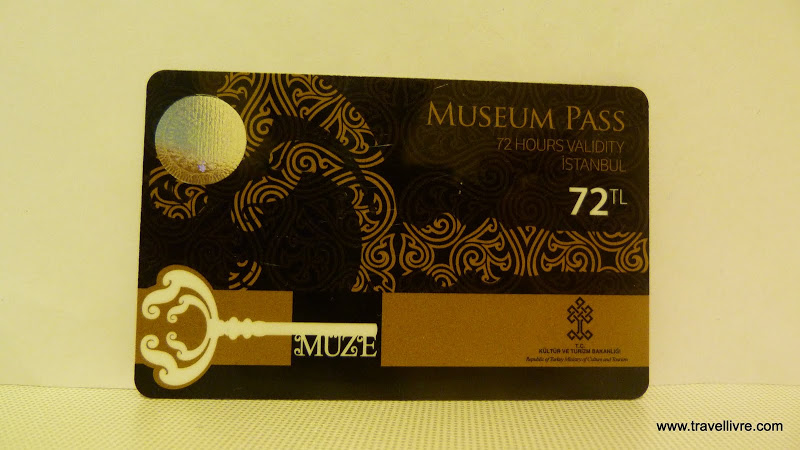 MUSEUM PASS
72 HOURS VALIDITY
İSTANBUL
72TL
MÜZE
T.C.
KÜLTÜR VE TURİZM BAKANLIĞI
Republic of Turkey Ministry of Culture and Tourism
www.travellivre.com